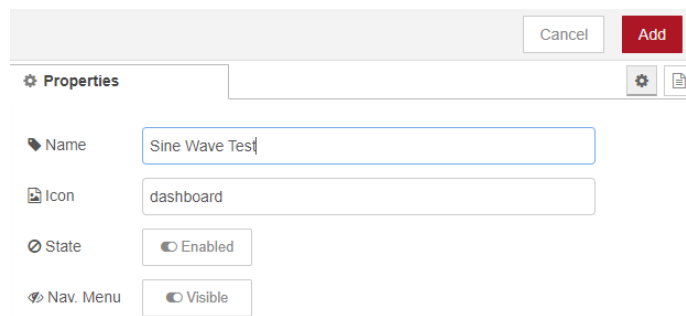 Cancel Add
Properties
Name Sine Wave Test
Icon dashboard
State Enabled
Nav. Menu Visible